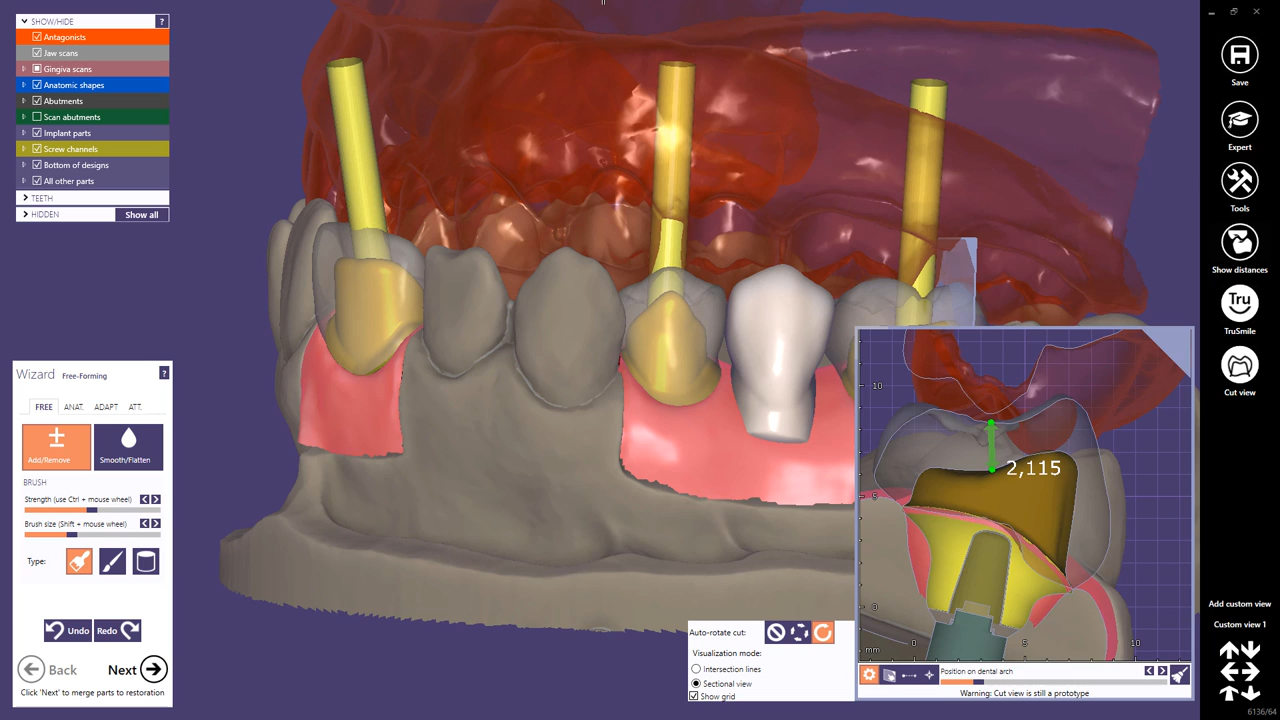 SHOW/HIDE
?
Antagonists
Jaw scans
Gingiva scans
Anatomic shapes
Abutments
Scan abutments
Implant parts
Screw channels
Bottom of designs
All other parts
TEETH
HIDDEN
Show all
Wizard Free-Forming ?
FREE ANAT. ADAPT ATT.
Add/Remove Smooth/Flatten
BRUSH
Strength (use Ctrl + mouse wheel)
Brush size (Shift + mouse wheel)
Type:
Undo Redo
Back Next
Click 'Next' to merge parts to restoration
Auto-rotate cut:
Visualization mode:
Intersection lines
Sectional view
Show grid
10
2,115
5
0
mm
0 5 10
Position on dental arch
Warning: Cut view is still a prototype
Save
Expert
Tools
Show distances
Tru
TruSmile
Cut view
Add custom view
Custom view 1
6136/64